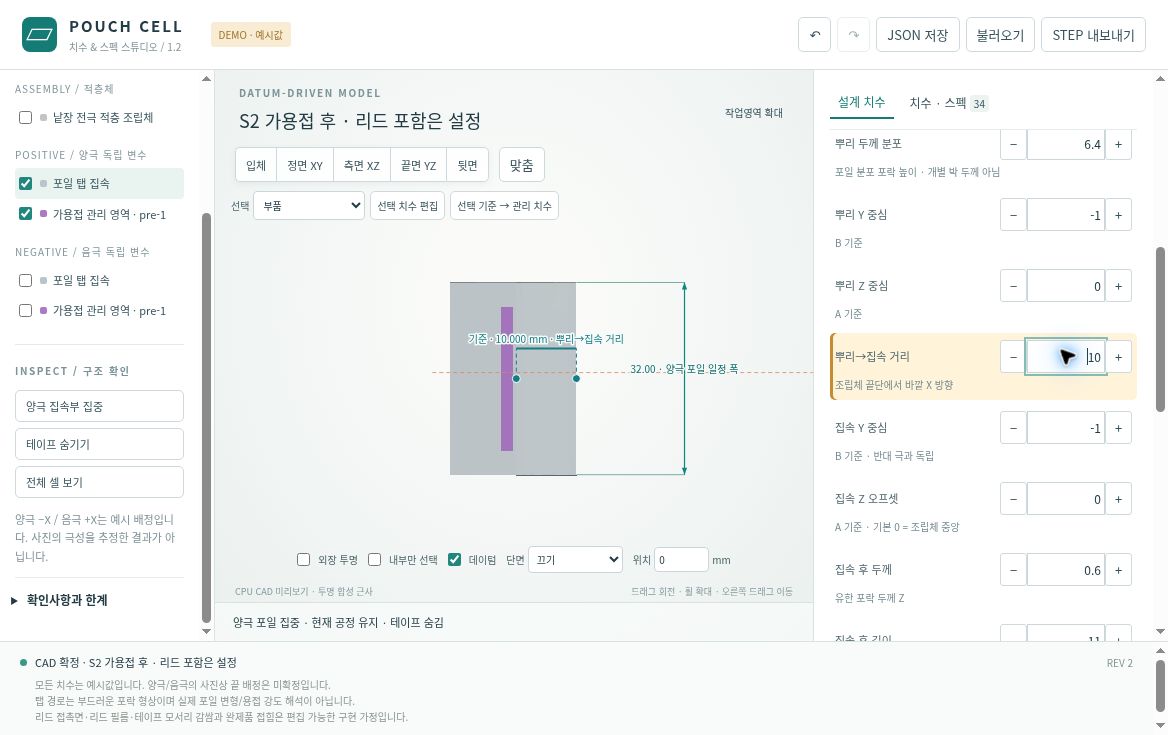 POUCH CELL
치수 & 스펙 스튜디오 / 1.2
DEMO · 예시값
↶
↷
JSON 저장
불러오기
STEP 내보내기
ASSEMBLY / 적층체
낱장 전극 적층 조립체
POSITIVE / 양극 독립 변수
포일 탭 집속
가용접 관리 영역 · pre-1
NEGATIVE / 음극 독립 변수
포일 탭 집속
가용접 관리 영역 · pre-1
INSPECT / 구조 확인
양극 집속부 집중
테이프 숨기기
전체 셀 보기
양극 −X / 음극 +X는 예시 배정입니
다. 사진의 극성을 추정한 결과가 아
닙니다.
확인사항과 한계
DATUM-DRIVEN MODEL
S2 가용접 후 · 리드 포함은 설정
작업영역 확대
입체
정면 XY
측면 XZ
끝면 YZ
뒷면
맞춤
선택
부품
선택 치수 편집
선택 기준 → 관리 치수
기준 · 10.000 mm · 뿌리→집속 거리
32.00 · 양극 포일 일정 폭
외장 투명
내부만 선택
데이텀
단면
끄기
위치
0
mm
CPU CAD 미리보기 · 투명 합성 근사
드래그 회전 · 휠 확대 · 오른쪽 드래그 이동
양극 포일 집중 · 현재 공정 유지 · 테이프 숨김
설계 치수
치수 · 스펙 34
뿌리 두께 분포
−
6.4
+
포일 분포 포락 높이 · 개별 박 두께 아님
뿌리 Y 중심
−
-1
+
B 기준
뿌리 Z 중심
−
0
+
A 기준
뿌리→집속 거리
−
10
+
조립체 끝단에서 바깥 X 방향
집속 Y 중심
−
-1
+
B 기준 · 반대 극과 독립
집속 Z 오프셋
−
0
+
A 기준 · 기본 0 = 조립체 중앙
집속 후 두께
−
0.6
+
유한 포락 두께 Z
집속 후 길이
−
11
+
CAD 확정 · S2 가용접 후 · 리드 포함은 설정
REV 2
모든 치수는 예시값입니다. 양극/음극의 사진상 끝 배정은 미확정입니다.
탭 경로는 부드러운 포락 형상이며 실제 포일 변형/용접 강도 해석이 아닙니다.
리드 접촉면·리드 필름·테이프 모서리 감쌈과 완제품 접힘은 편집 가능한 구현 가정입니다.